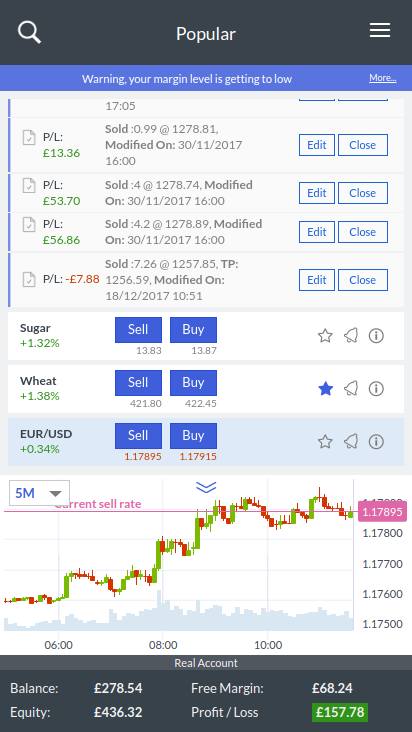 Popular
Warning, your margin level is getting to low More...
17:05
P/L: £13.36
Sold :0.99 @ 1278.81,
Modified On: 30/11/2017
16:00
Edit Close
P/L: £53.70
Sold :4 @ 1278.74, Modified
On: 30/11/2017 16:00
Edit Close
P/L: £56.86
Sold :4.2 @ 1278.89, Modified
On: 30/11/2017 16:00
Edit Close
P/L: -£7.88
Sold :7.26 @ 1257.85, TP:
1256.59, Modified On:
18/12/2017 10:51
Edit Close
Sugar
+1.32%
Sell Buy
13.83 13.87
Wheat
+1.38%
Sell Buy
421.80 422.45
EUR/USD
+0.34%
Sell Buy
1.17895 1.17915
5M
Current sell rate
1.17895
1.17800
1.17700
1.17600
1.17500
06:00 08:00 10:00
Real Account
Balance: £278.54 Free Margin: £68.24
Equity: £436.32 Profit / Loss £157.78